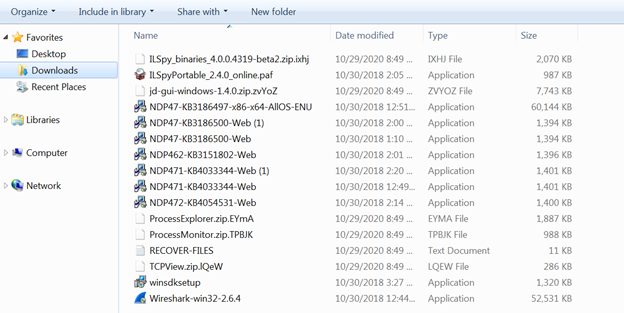 Organize Include in library Share with New folder
Favorites
Desktop
Downloads
Recent Places
Libraries
Computer
Network
Name Date modified Type Size
ILSpy_binaries_4.0.0.4319-beta2.zip.ixhj 10/29/2020 8:49 ... IXHJ File 2,070 KB
ILSpyPortable_2.4.0_online.paf 10/30/2018 2:05 ... Application 987 KB
jd-gui-windows-1.4.0.zip.zvYoZ 10/29/2020 8:49 ... ZVYOZ File 7,743 KB
NDP47-KB3186497-x86-x64-AllOS-ENU 10/30/2018 12:51... Application 60,144 KB
NDP47-KB3186500-Web (1) 10/30/2018 2:00 ... Application 1,394 KB
NDP47-KB3186500-Web 10/30/2018 1:10 ... Application 1,394 KB
NDP462-KB3151802-Web 10/30/2018 2:01 ... Application 1,396 KB
NDP471-KB4033344-Web (1) 10/30/2018 2:20 ... Application 1,401 KB
NDP471-KB4033344-Web 10/30/2018 12:49... Application 1,401 KB
NDP472-KB4054531-Web 10/30/2018 2:14 ... Application 1,400 KB
ProcessExplorer.zip.EYmA 10/29/2020 8:49 ... EYMA File 1,887 KB
ProcessMonitor.zip.TPBJK 10/29/2020 8:49 ... TPBJK File 988 KB
RECOVER-FILES 10/29/2020 8:49 ... Text Document 11 KB
TCPView.zip.lQeW 10/29/2020 8:49 ... LQEW File 286 KB
winsdksetup 10/30/2018 3:27 ... Application 1,320 KB
Wireshark-win32-2.6.4 10/30/2018 12:44... Application 52,531 KB